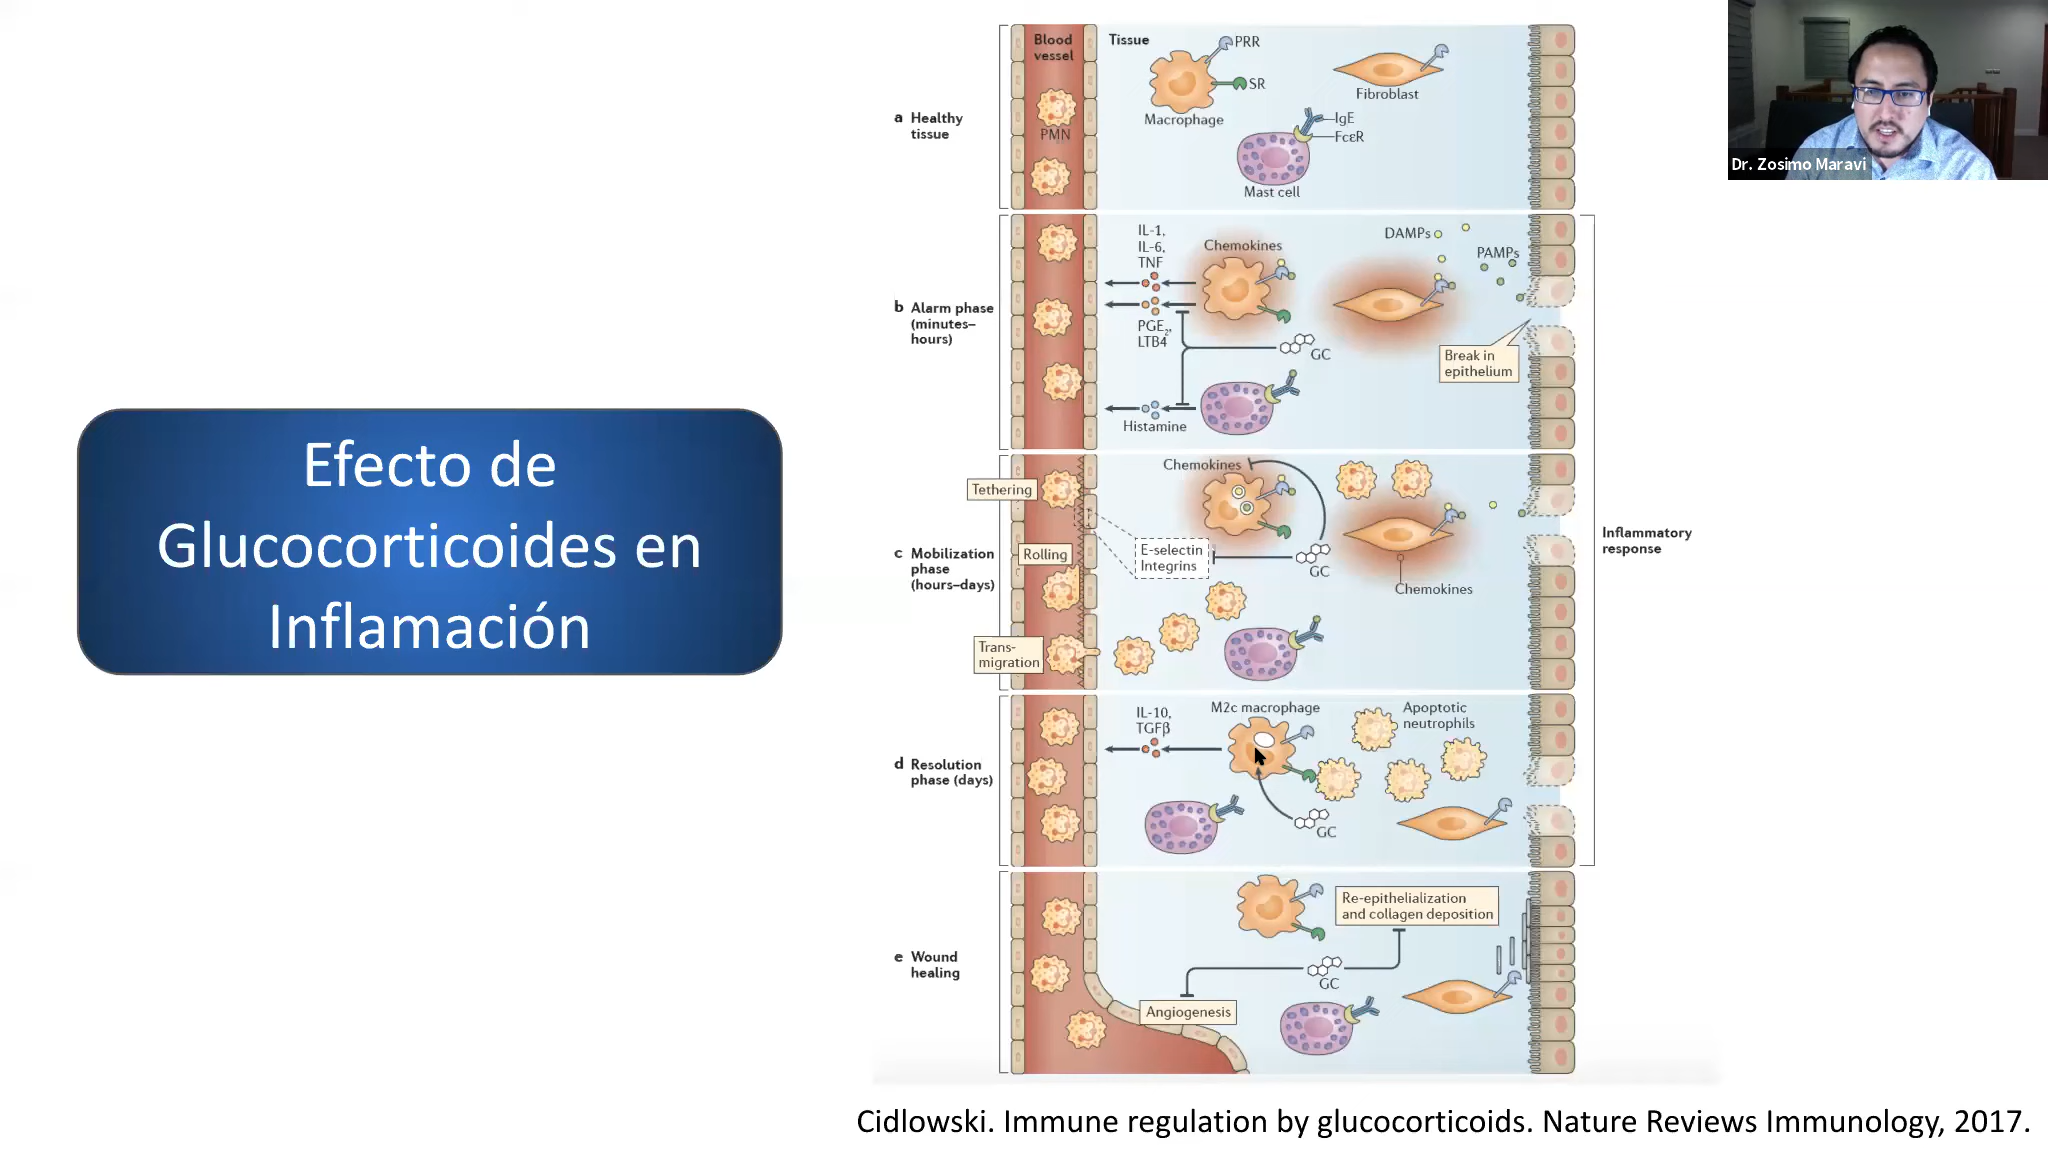 Efecto de
Glucocorticoides en
Inflamación
Blood
vessel
Tissue
PRR
SR
Macrophage
Fibroblast
IgE
FcεR
Mast cell
PMN
a Healthy
tissue
IL-1,
IL-6,
TNF
Chemokines
DAMPs
PAMPs
b Alarm phase
(minutes–
hours)
PGE2,
LTB4
GC
Break in
epithelium
Histamine
Chemokines
Tethering
Rolling
E-selectin
Integrins
GC
Chemokines
c Mobilization
phase
(hours–days)
Trans-
migration
Inflammatory
response
IL-10,
TGFβ
M2c macrophage
Apoptotic
neutrophils
d Resolution
phase (days)
GC
Re-epithelialization
and collagen deposition
e Wound
healing
GC
Angiogenesis
Dr. Zosimo Maravi
Cidlowski. Immune regulation by glucocorticoids. Nature Reviews Immunology, 2017.